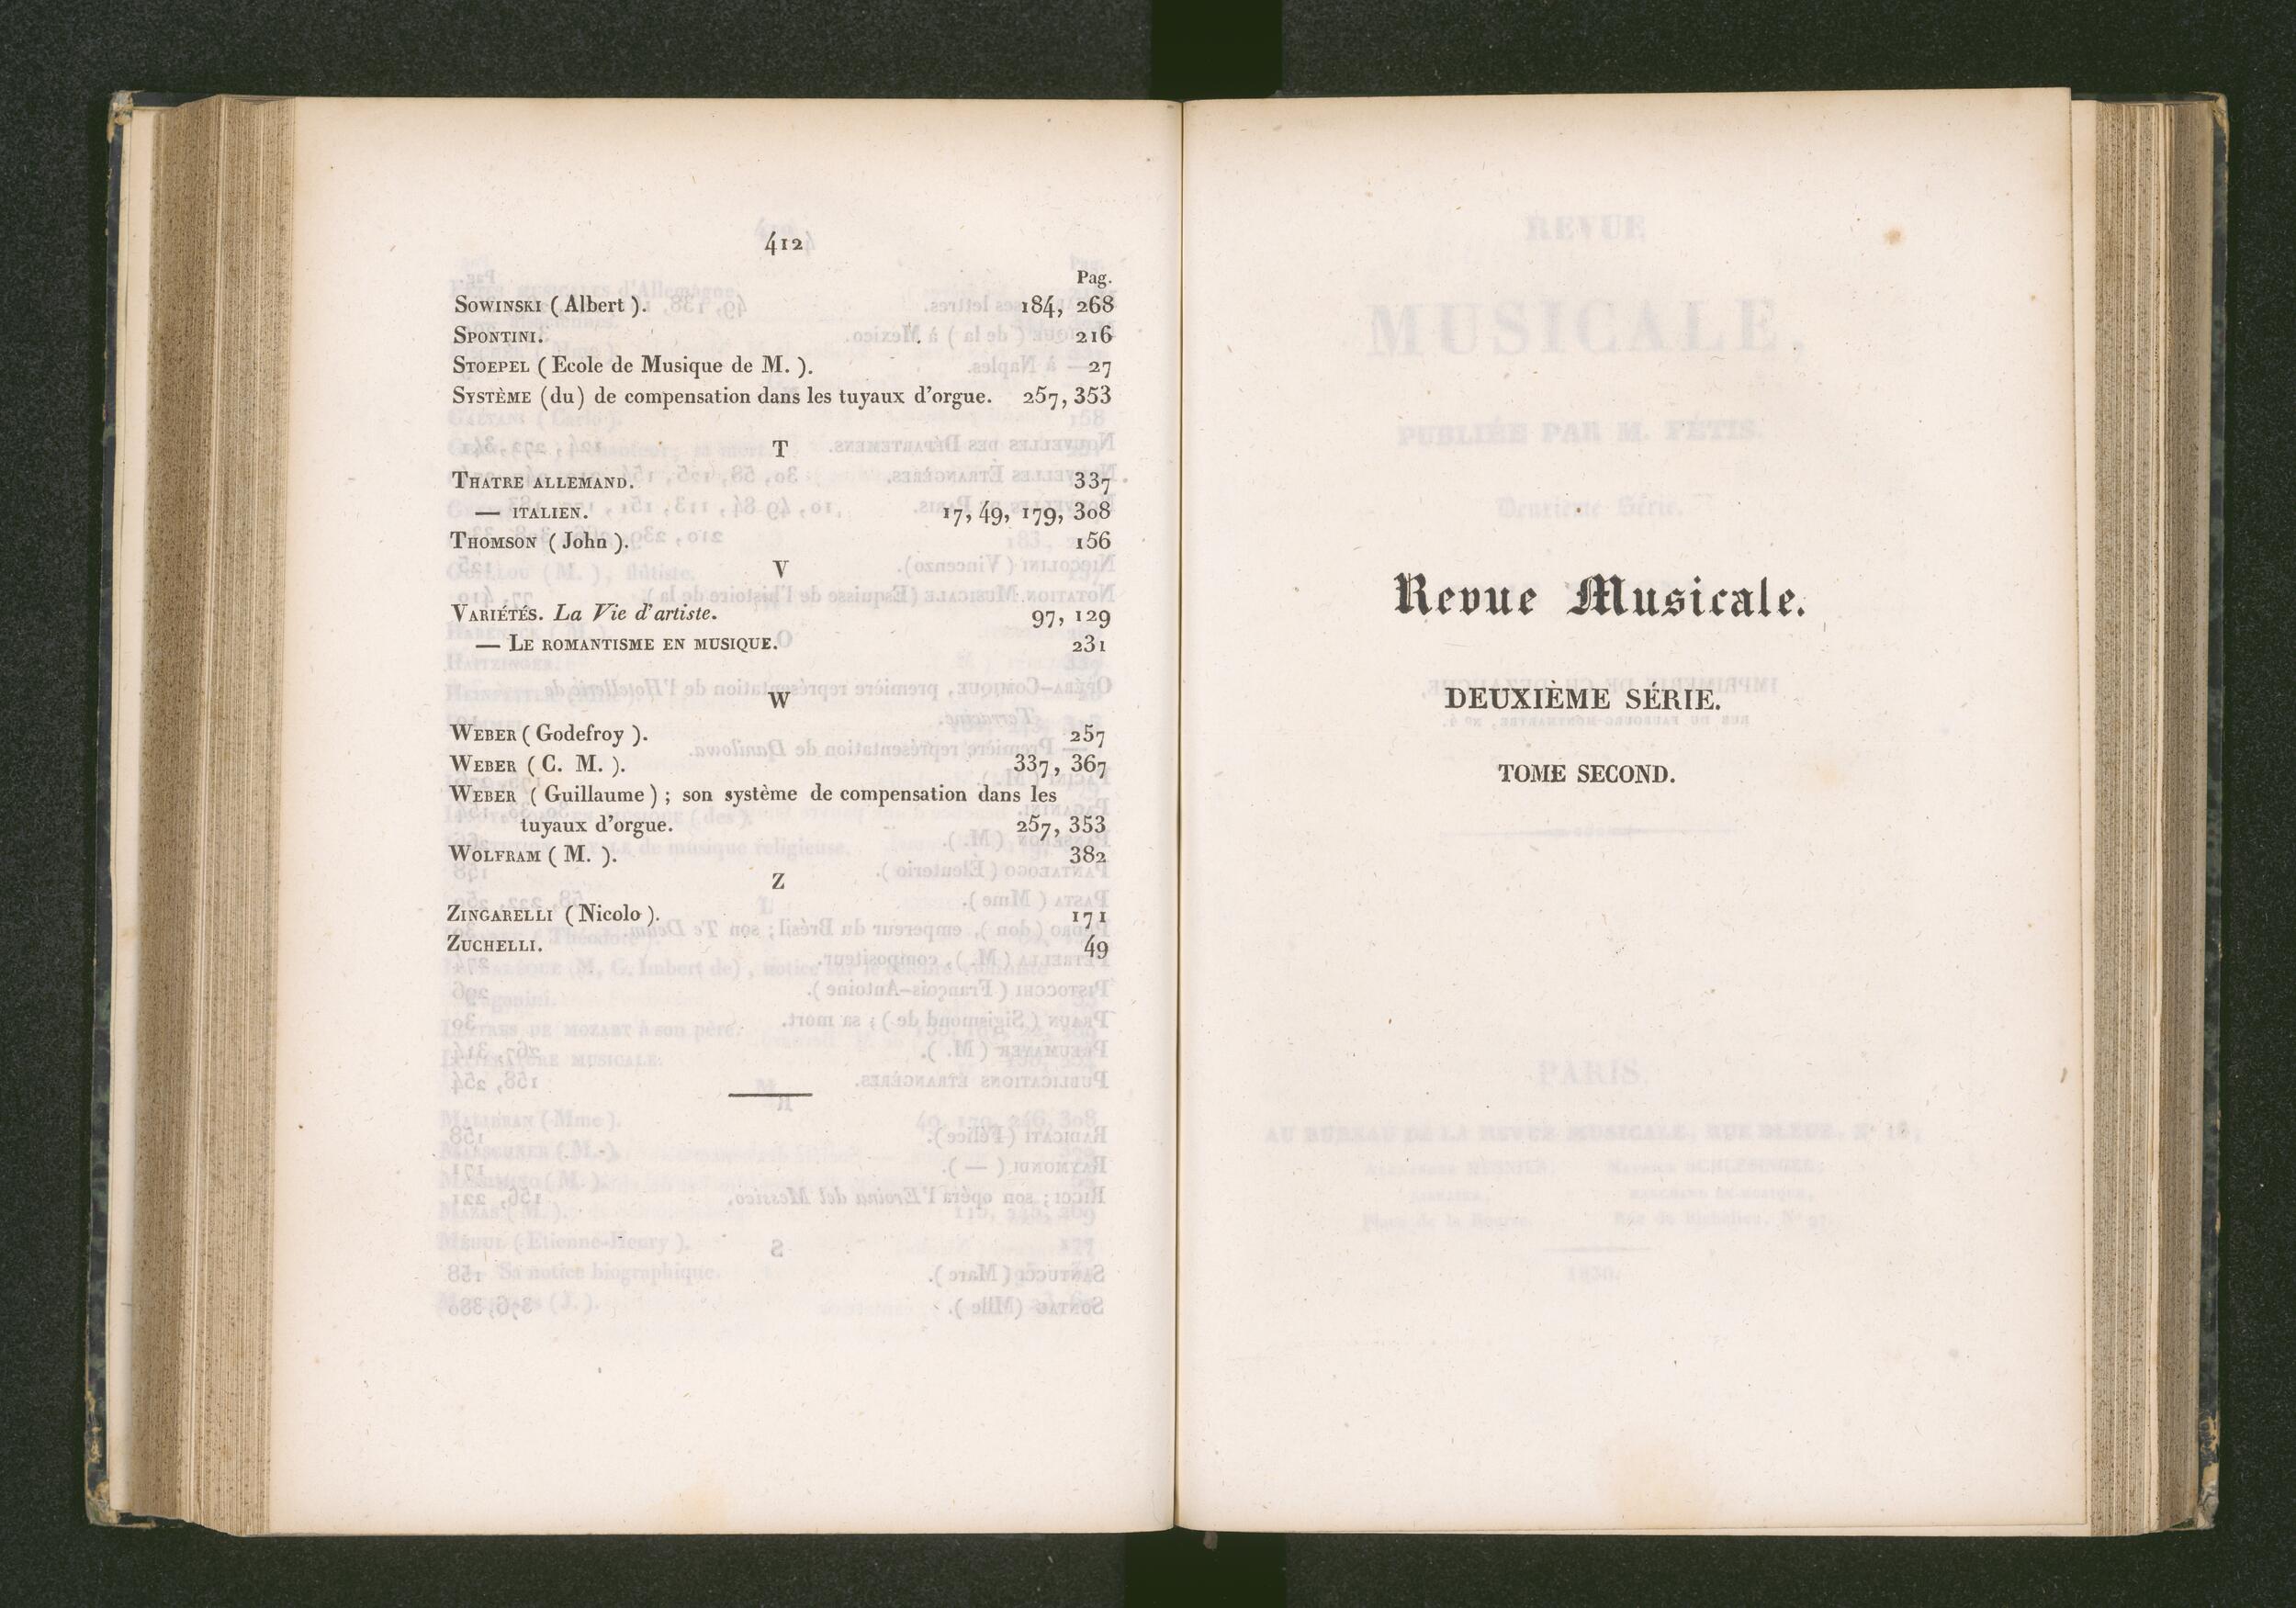 412
Pag.
Sowinski ( Albert ). 184, 268
Spontini. 216
Stoepel ( Ecole de Musique de M. ). 27
Système (du) de compensation dans les tuyaux d'orgue. 257, 353
T
Thatre allemand. 337
— italien. 17, 49, 179, 308
Thomson ( John ). 156
V
Variétés. La Vie d'artiste. 97, 129
— Le romantisme en musique. 231
W
Weber ( Godefroy ). 257
Weber ( C. M. ). 337, 367
Weber ( Guillaume ) ; son système de compensation dans les
tuyaux d'orgue. 257, 353
Wolfram ( M. ). 382
Z
Zingarelli ( Nicolo ). 171
Zuchelli. 49
Revue Musicale.
DEUXIÈME SÉRIE.
TOME SECOND.